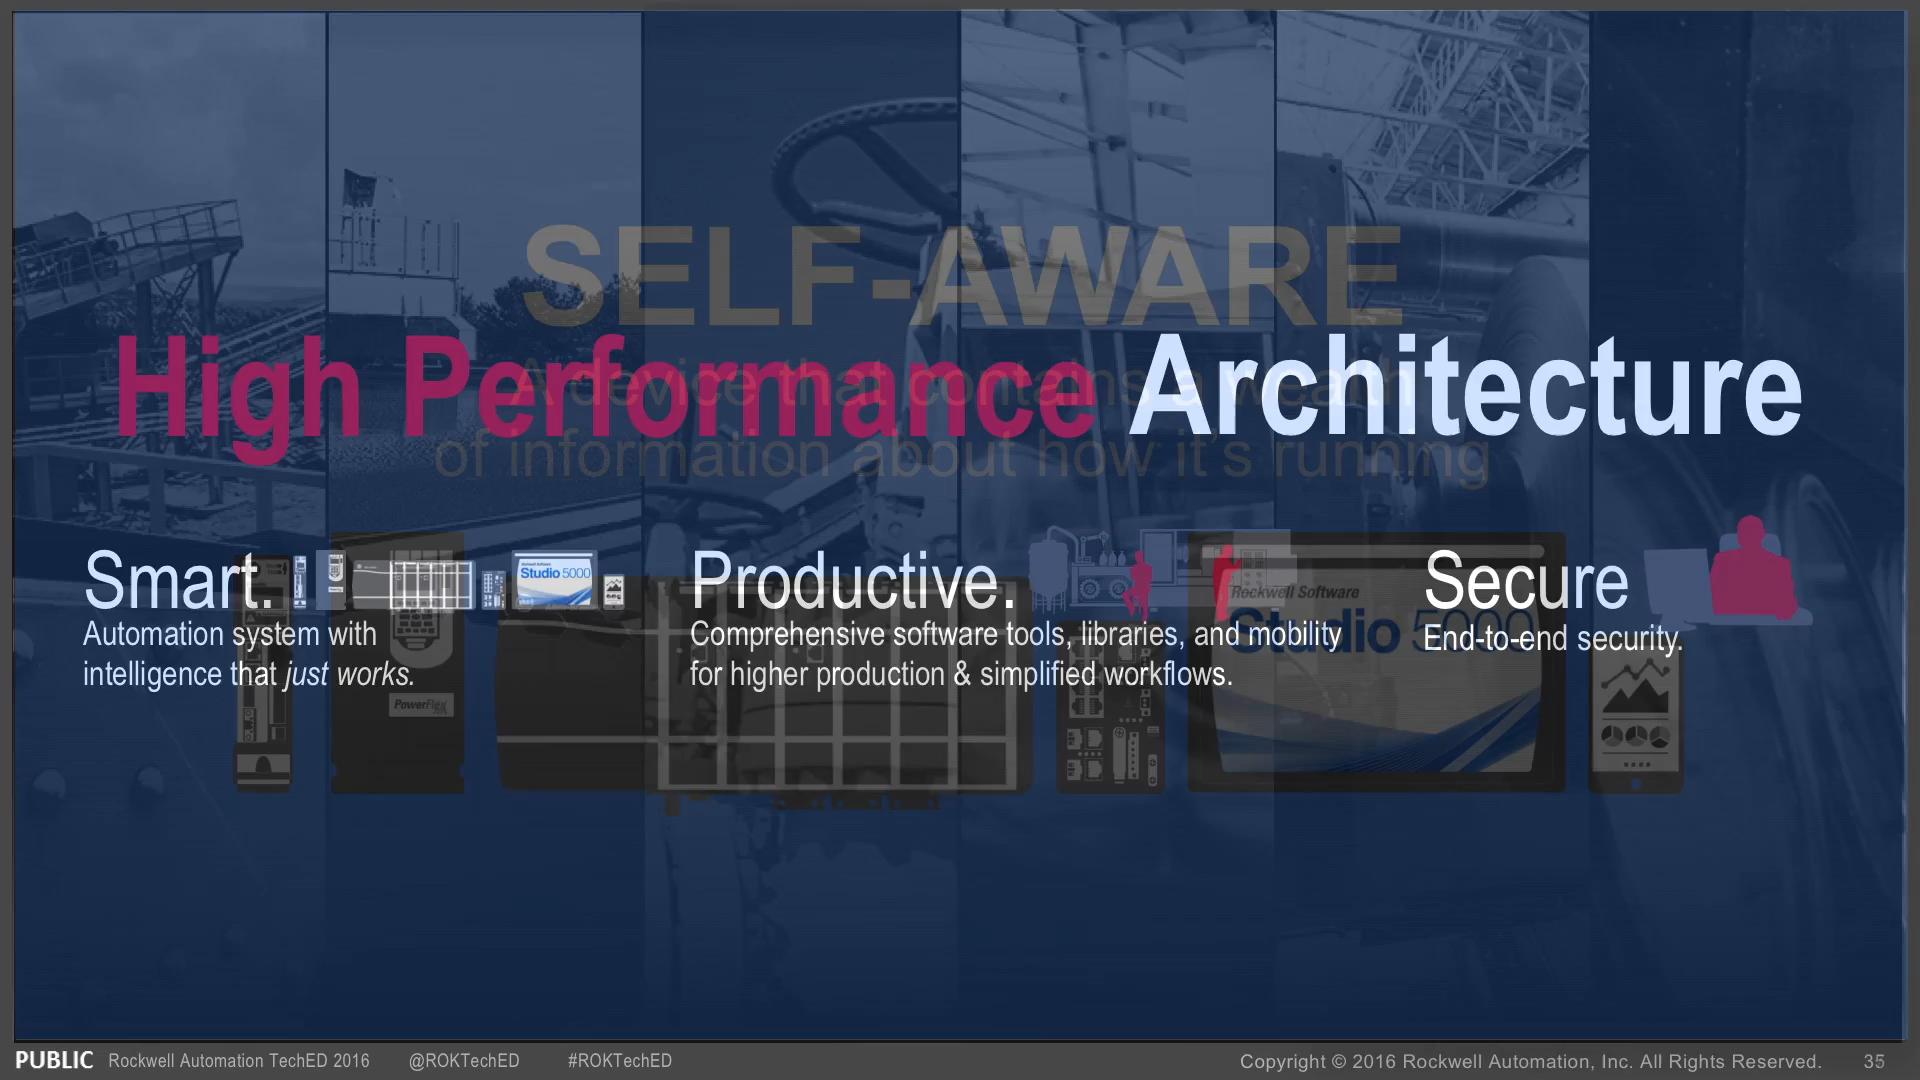 SELF-AWARE
High Performance Architecture
A device that contains a wealth
of information about how it's running
Smart.
Studio 5000
Productive.
Rockwell Software
Studio 5000
Secure
Automation system with
intelligence that just works.
Comprehensive software tools, libraries, and mobility
for higher production & simplified workflows.
End-to-end security.
PowerFlex
PUBLIC Rockwell Automation TechED 2016 @ROKTechED #ROKTechED
Copyright © 2016 Rockwell Automation, Inc. All Rights Reserved. 35